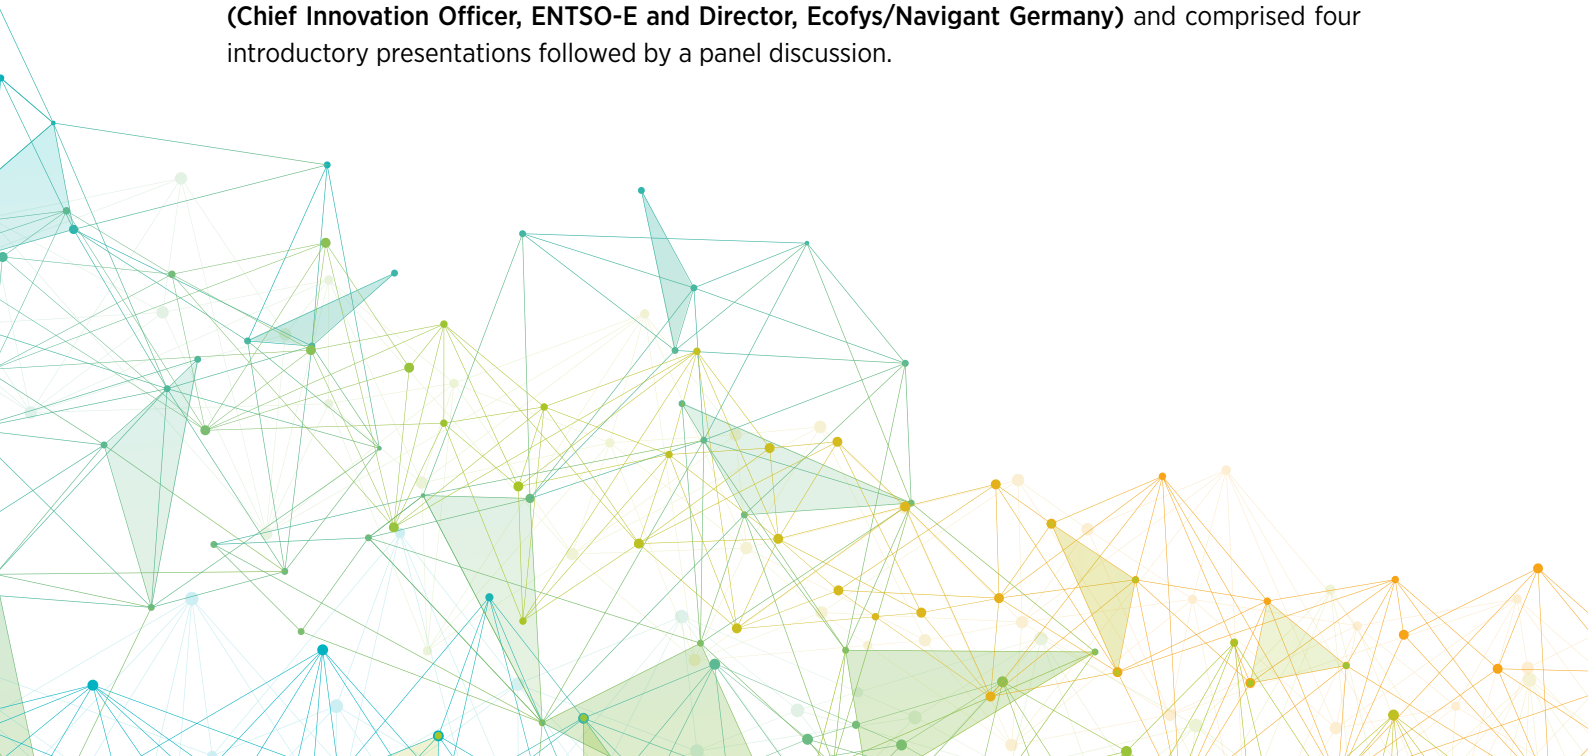 (Chief Innovation Officer, ENTSO-E and Director, Ecofys/Navigant Germany) and comprised four
introductory presentations followed by a panel discussion.